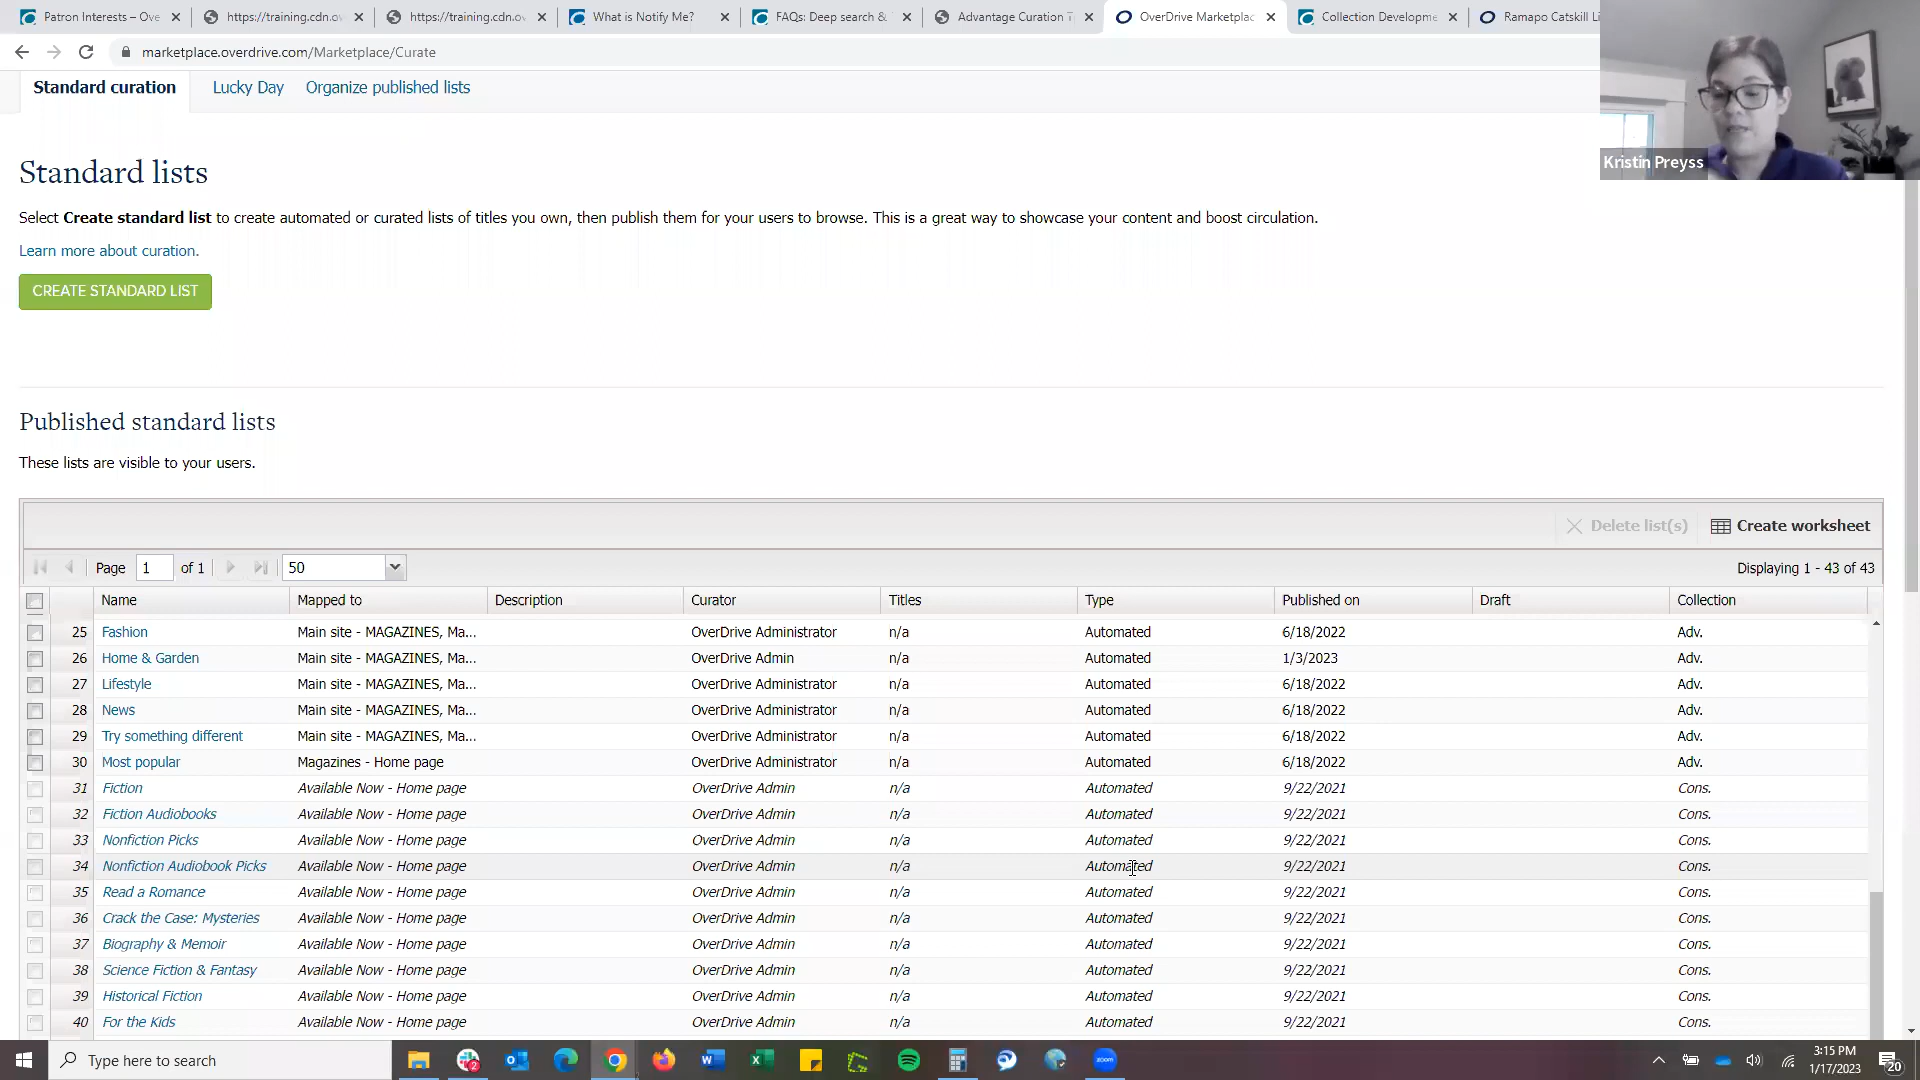 Patron Interests – Ove
https://training.cdn.ov
https://training.cdn.ov
What is Notify Me?
FAQs: Deep search &
Advantage Curation T
OverDrive Marketplac
Collection Developme
Ramapo Catskill Li
marketplace.overdrive.com/Marketplace/Curate
Standard curation
Lucky Day
Organize published lists
Kristin Preyss
Standard lists
Select Create standard list to create automated or curated lists of titles you own, then publish them for your users to browse. This is a great way to showcase your content and boost circulation.
Learn more about curation.
CREATE STANDARD LIST
Published standard lists
These lists are visible to your users.
Delete list(s) Create worksheet
Page 1 of 1 50 Displaying 1 - 43 of 43
Name Mapped to Description Curator Titles Type Published on Draft Collection
25 Fashion Main site - MAGAZINES, Ma... OverDrive Administrator n/a Automated 6/18/2022 Adv.
26 Home & Garden Main site - MAGAZINES, Ma... OverDrive Admin n/a Automated 1/3/2023 Adv.
27 Lifestyle Main site - MAGAZINES, Ma... OverDrive Administrator n/a Automated 6/18/2022 Adv.
28 News Main site - MAGAZINES, Ma... OverDrive Administrator n/a Automated 6/18/2022 Adv.
29 Try something different Main site - MAGAZINES, Ma... OverDrive Administrator n/a Automated 6/18/2022 Adv.
30 Most popular Magazines - Home page OverDrive Administrator n/a Automated 6/18/2022 Adv.
31 Fiction Available Now - Home page OverDrive Admin n/a Automated 9/22/2021 Cons.
32 Fiction Audiobooks Available Now - Home page OverDrive Admin n/a Automated 9/22/2021 Cons.
33 Nonfiction Picks Available Now - Home page OverDrive Admin n/a Automated 9/22/2021 Cons.
34 Nonfiction Audiobook Picks Available Now - Home page OverDrive Admin n/a Automated 9/22/2021 Cons.
35 Read a Romance Available Now - Home page OverDrive Admin n/a Automated 9/22/2021 Cons.
36 Crack the Case: Mysteries Available Now - Home page OverDrive Admin n/a Automated 9/22/2021 Cons.
37 Biography & Memoir Available Now - Home page OverDrive Admin n/a Automated 9/22/2021 Cons.
38 Science Fiction & Fantasy Available Now - Home page OverDrive Admin n/a Automated 9/22/2021 Cons.
39 Historical Fiction Available Now - Home page OverDrive Admin n/a Automated 9/22/2021 Cons.
40 For the Kids Available Now - Home page OverDrive Admin n/a Automated 9/22/2021 Cons.
Type here to search
zoom
3:15 PM
1/17/2023
20